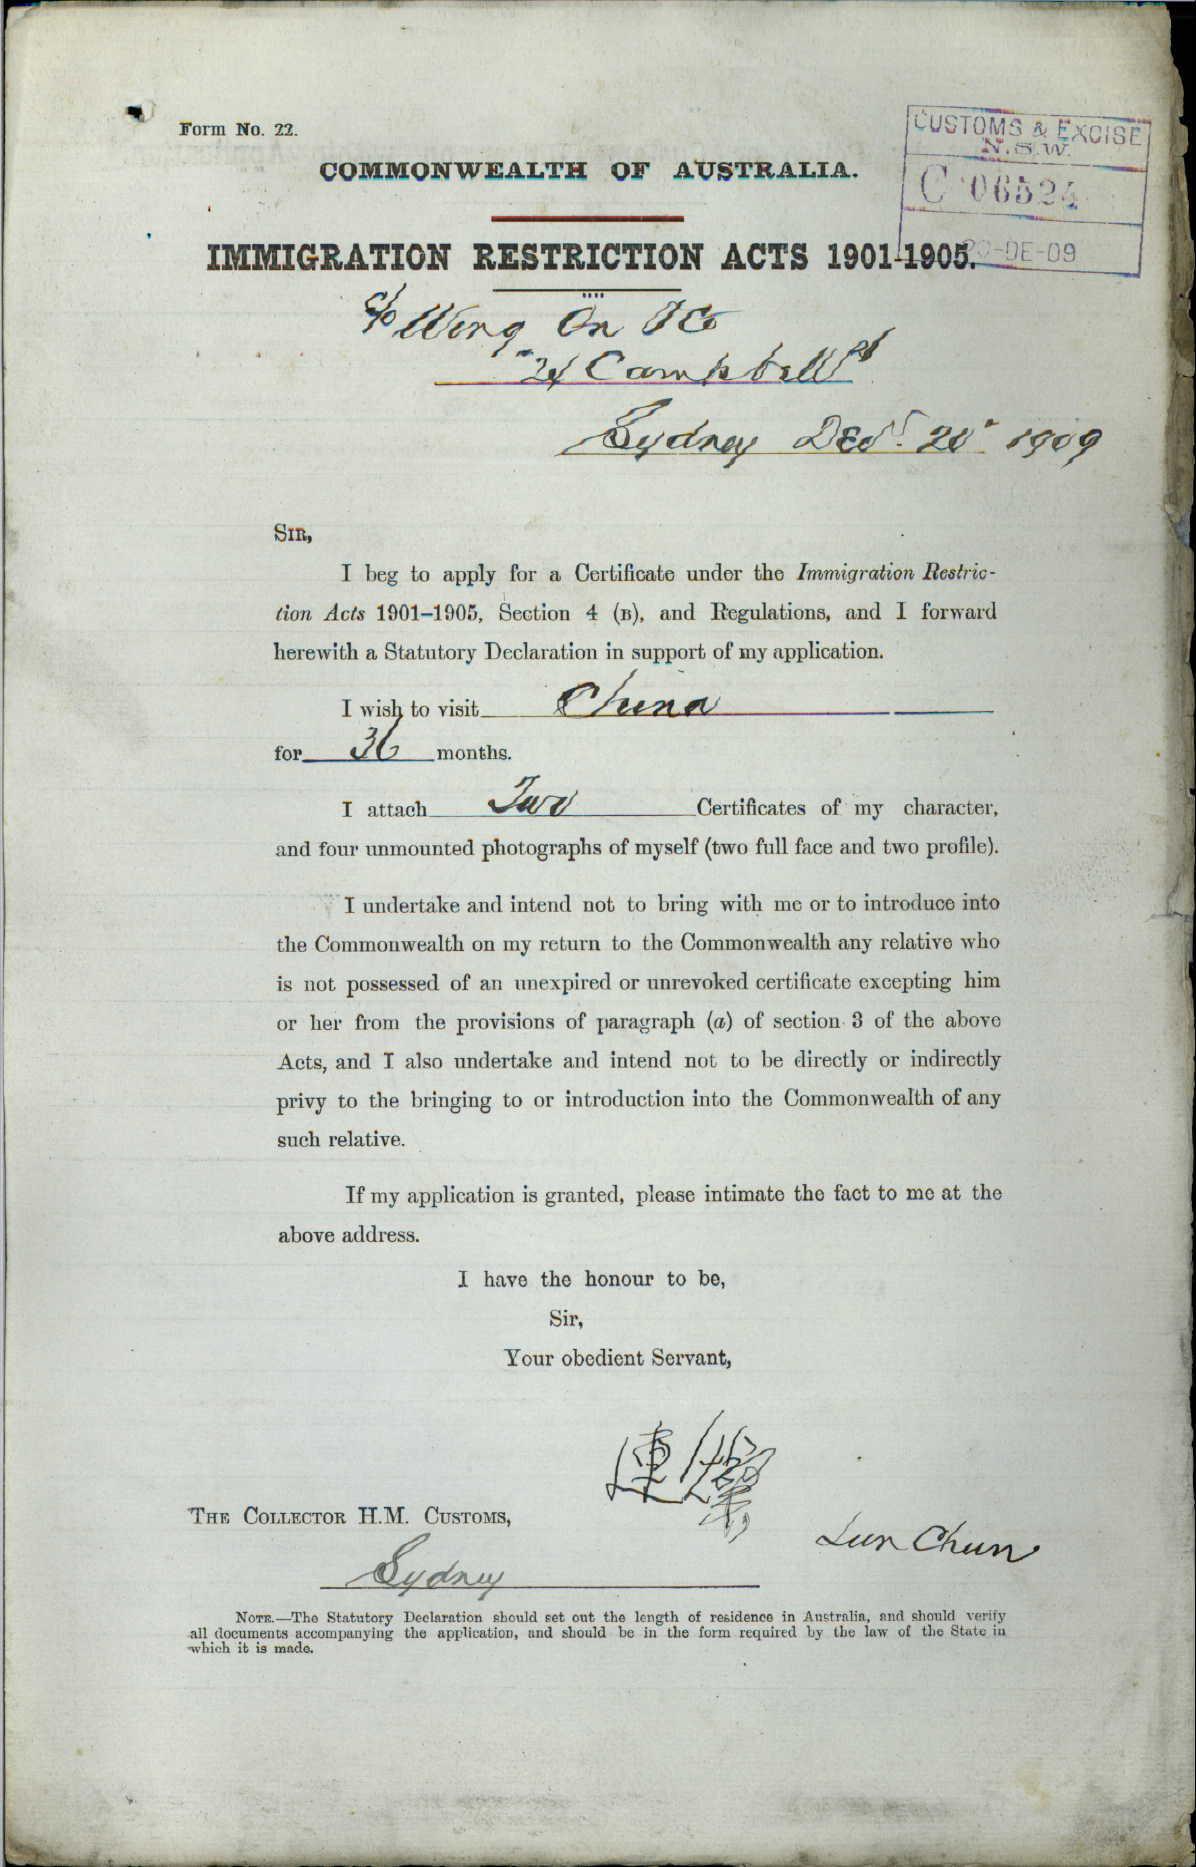 Form No. 22.
CUSTOMS & EXCISE
N.S.W.
C 06524
-DE-09
COMMONWEALTH OF AUSTRALIA.
IMMIGRATION RESTRICTION ACTS 1901-1905.
c/o Wing On & Co
24 Campbell St
Sydney Dec. 20 1909
SIR,
I beg to apply for a Certificate under the Immigration Restric-
tion Acts 1901–1905, Section 4 (B), and Regulations, and I forward
herewith a Statutory Declaration in support of my application.
I wish to visit China
for 36 months.
I attach Two Certificates of my character,
and four unmounted photographs of myself (two full face and two profile).
I undertake and intend not to bring with me or to introduce into
the Commonwealth on my return to the Commonwealth any relative who
is not possessed of an unexpired or unrevoked certificate excepting him
or her from the provisions of paragraph (a) of section 3 of the above
Acts, and I also undertake and intend not to be directly or indirectly
privy to the bringing to or introduction into the Commonwealth of any
such relative.
If my application is granted, please intimate the fact to me at the
above address.
I have the honour to be,
Sir,
Your obedient Servant,
連
THE COLLECTOR H.M. CUSTOMS,
Lun Chun
Sydney
NOTE.—The Statutory Declaration should set out the length of residence in Australia, and should verify
all documents accompanying the application, and should be in the form required by the law of the State in
which it is made.